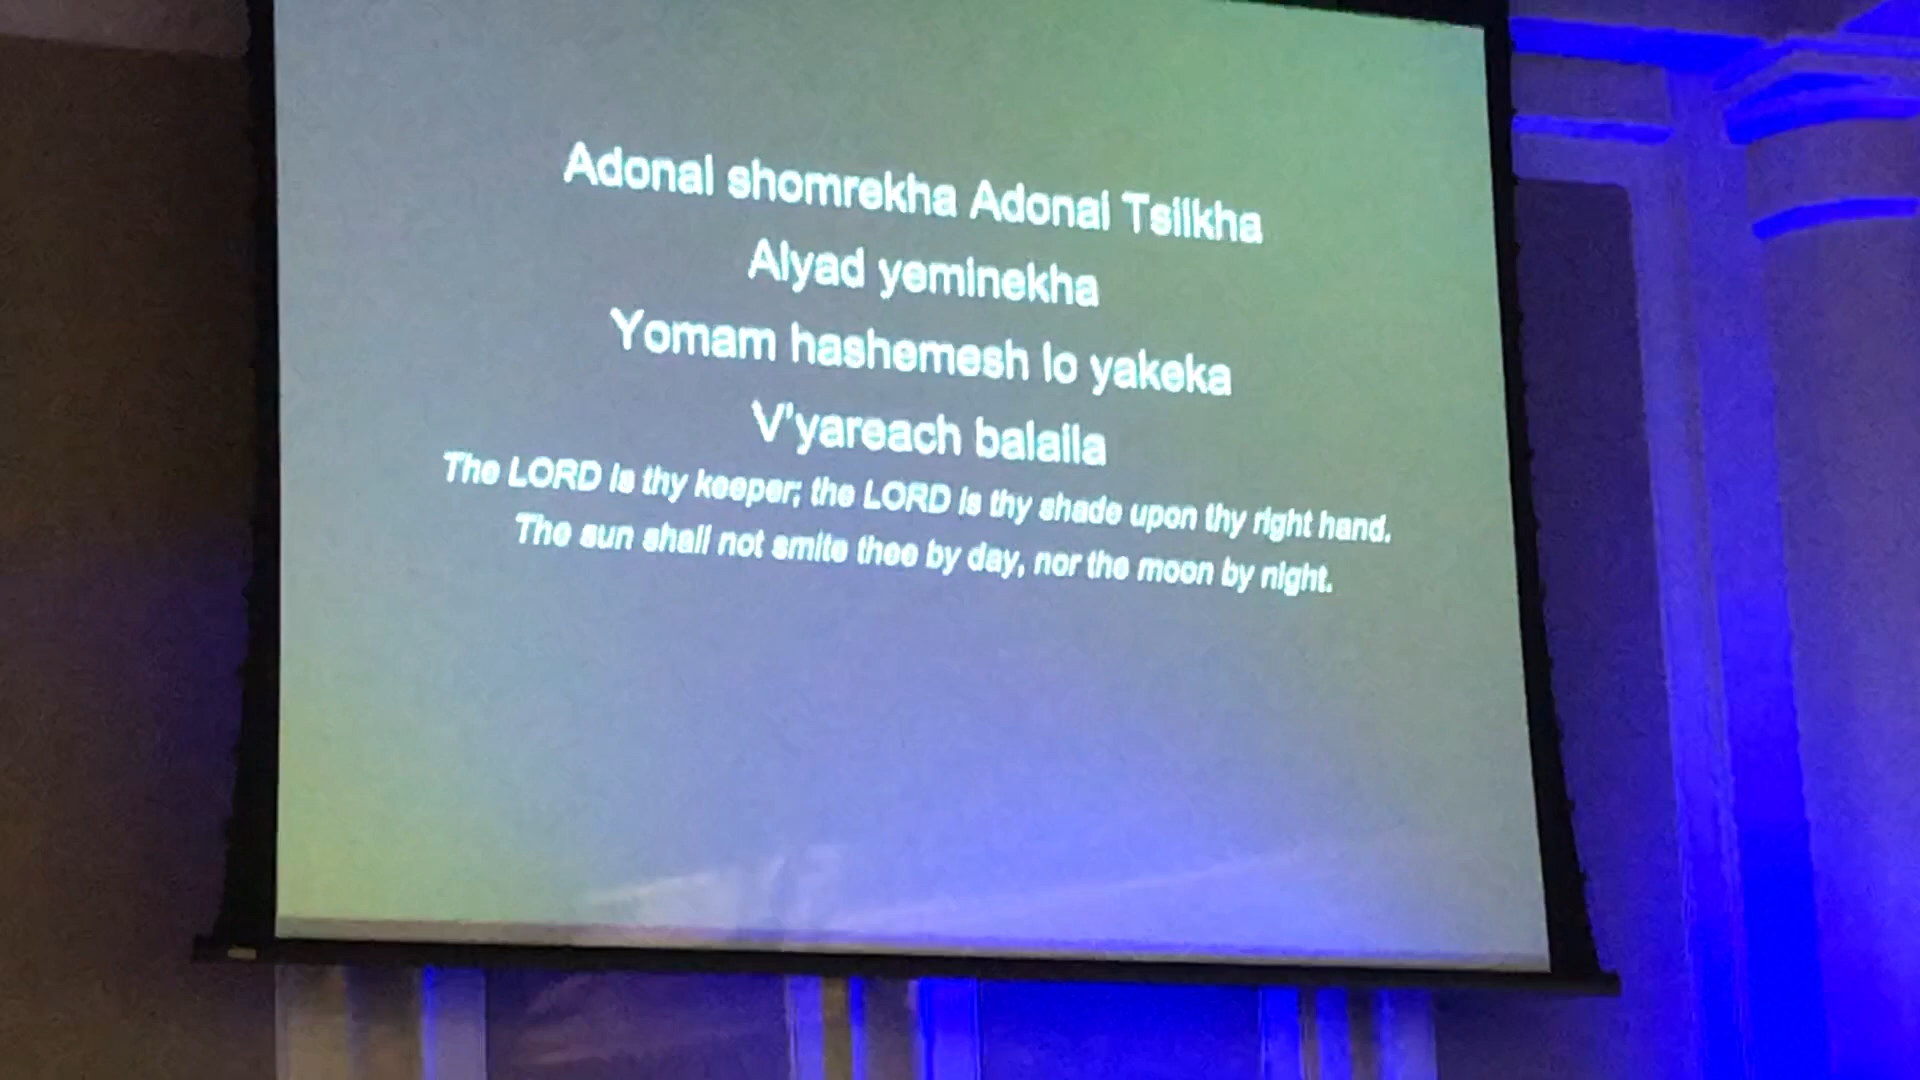 Adonai shomrekha Adonai Tsilkha
Alyad yeminekha
Yomam hashemesh lo yakeka
V'yareach balaila
The LORD is thy keeper; the LORD is thy shade upon thy right hand.
The sun shall not smite thee by day, nor the moon by night.